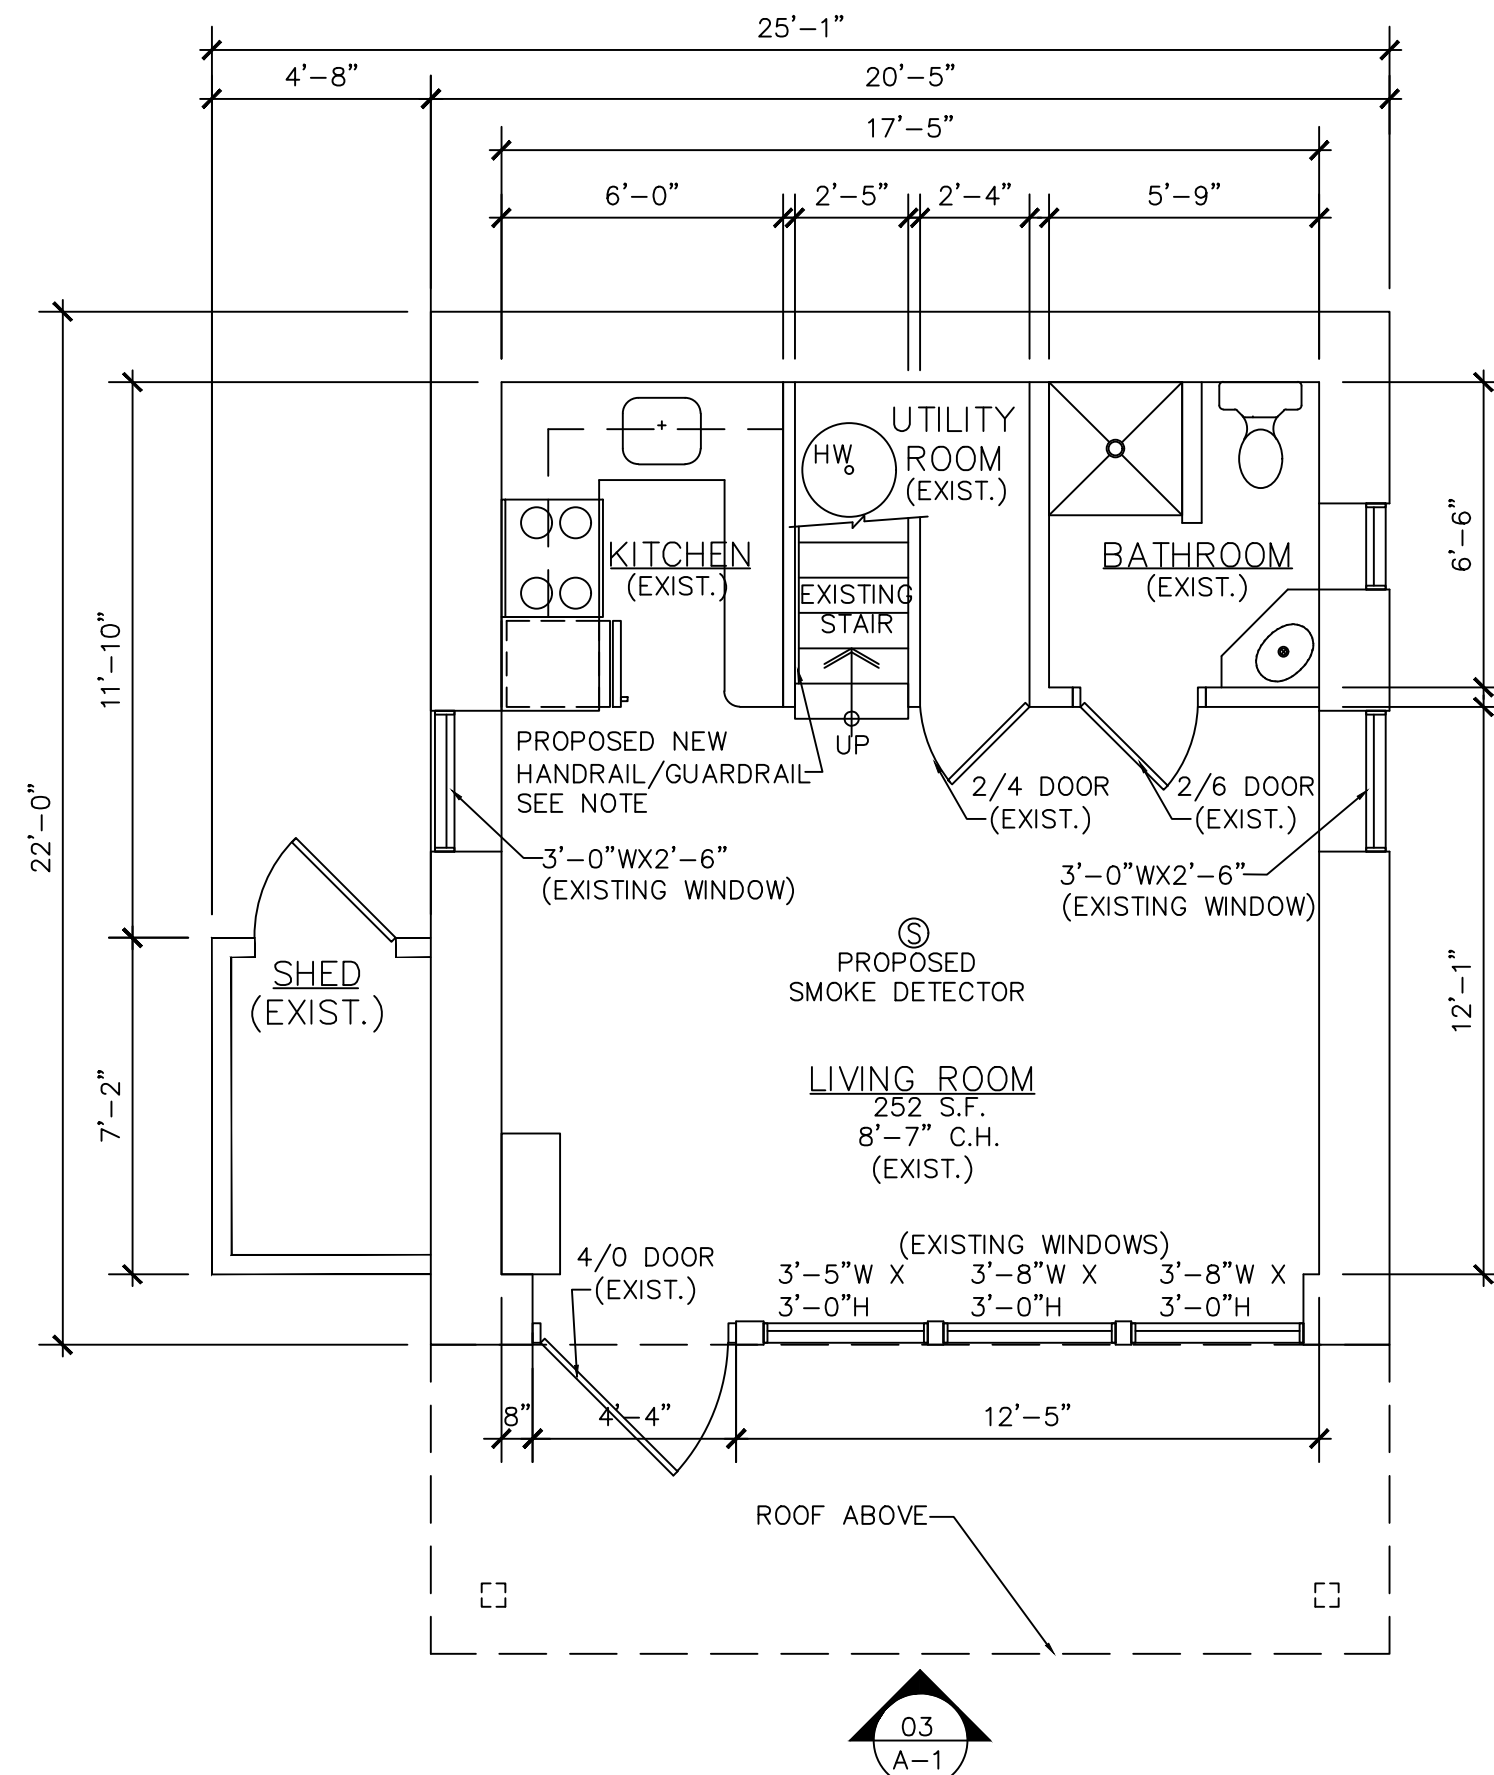 25'-1"
4'-8"
20'-5"
17'-5"
6'-0"
2'-5"
2'-4"
5'-9"
UTILITY
ROOM
(EXIST.)
HW
KITCHEN
(EXIST.)
BATHROOM
(EXIST.)
6'-6"
EXISTING
STAIR
11'-10"
UP
PROPOSED NEW
HANDRAIL/GUARDRAIL
SEE NOTE
2/4 DOOR
(EXIST.)
2/6 DOOR
(EXIST.)
22'-0"
3'-0"WX2'-6"
(EXISTING WINDOW)
3'-0"WX2'-6"
(EXISTING WINDOW)
S
PROPOSED
SMOKE DETECTOR
SHED
(EXIST.)
12'-1"
7'-2"
LIVING ROOM
252 S.F.
8'-7" C.H.
(EXIST.)
4/0 DOOR
(EXIST.)
(EXISTING WINDOWS)
3'-5"W X
3'-0"H
3'-8"W X
3'-0"H
3'-8"W X
3'-0"H
8"
4'-4"
12'-5"
ROOF ABOVE
03
A-1